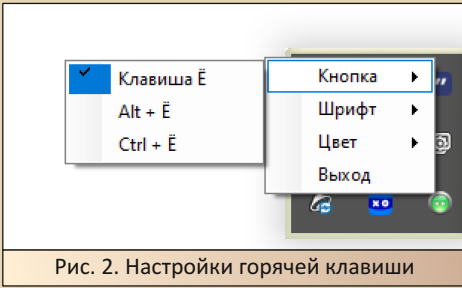 Клавиша Ё
Alt + Ё
Ctrl + Ё
Кнопка
Шрифт
Цвет
Выход
Рис. 2. Настройки горячей клавиши